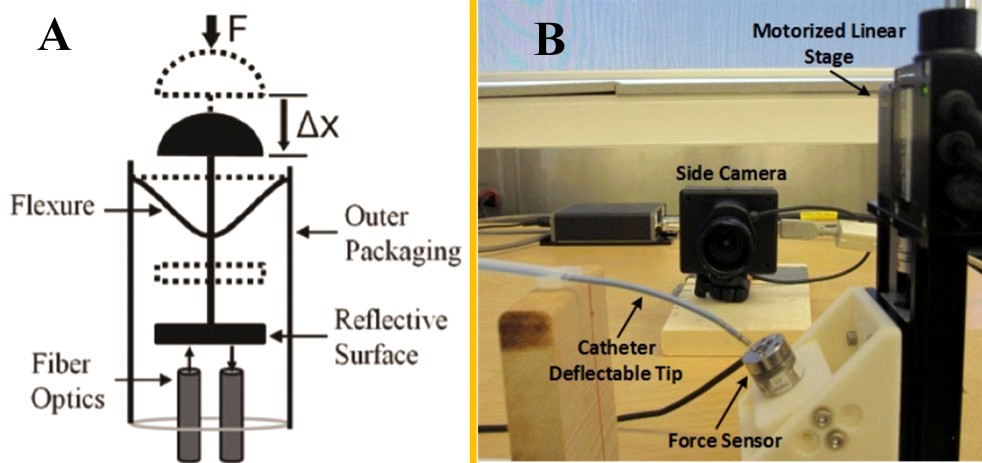 A
F
Δx
Flexure
Outer
Packaging
Reflective
Surface
Fiber
Optics
B
Motorized Linear
Stage
Side Camera
Catheter
Deflectable Tip
Force Sensor